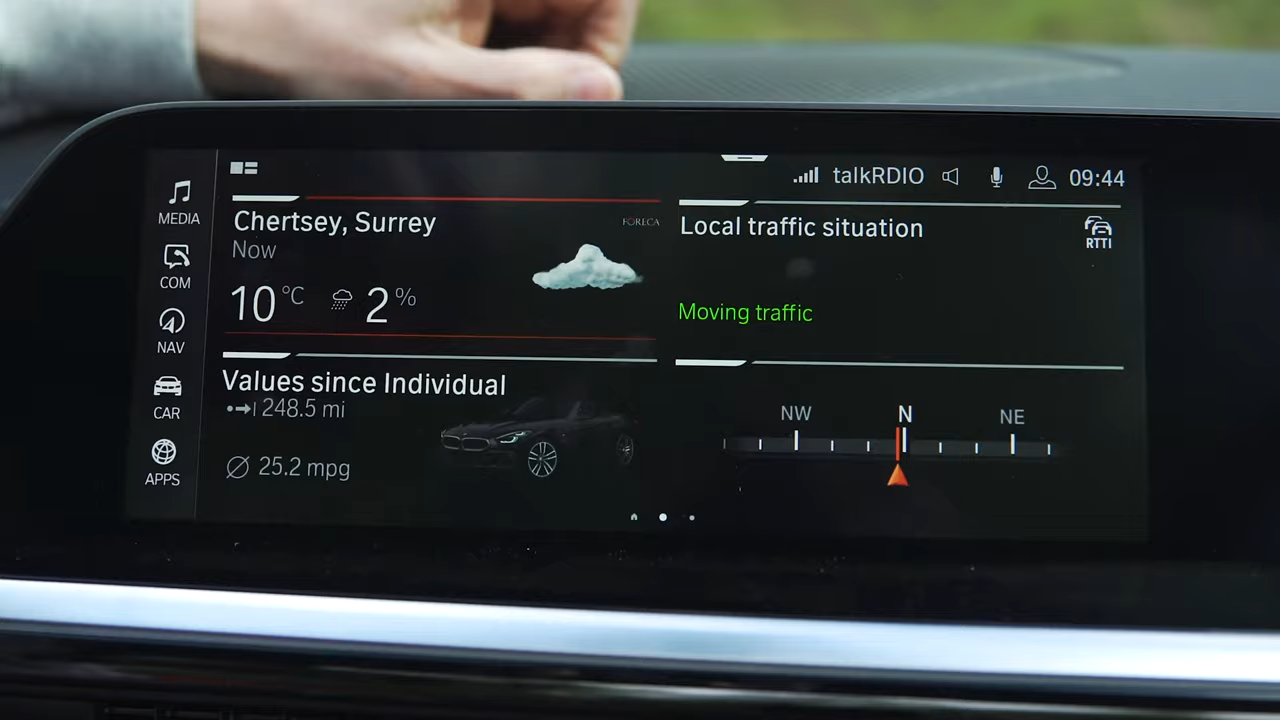 talkRDIO 09:44
MEDIA
COM
NAV
CAR
APPS
Chertsey, Surrey
FORECA
Now
10 °C 2 %
Local traffic situation
RTTI
Moving traffic
Values since Individual
248.5 mi
25.2 mpg
NW N NE